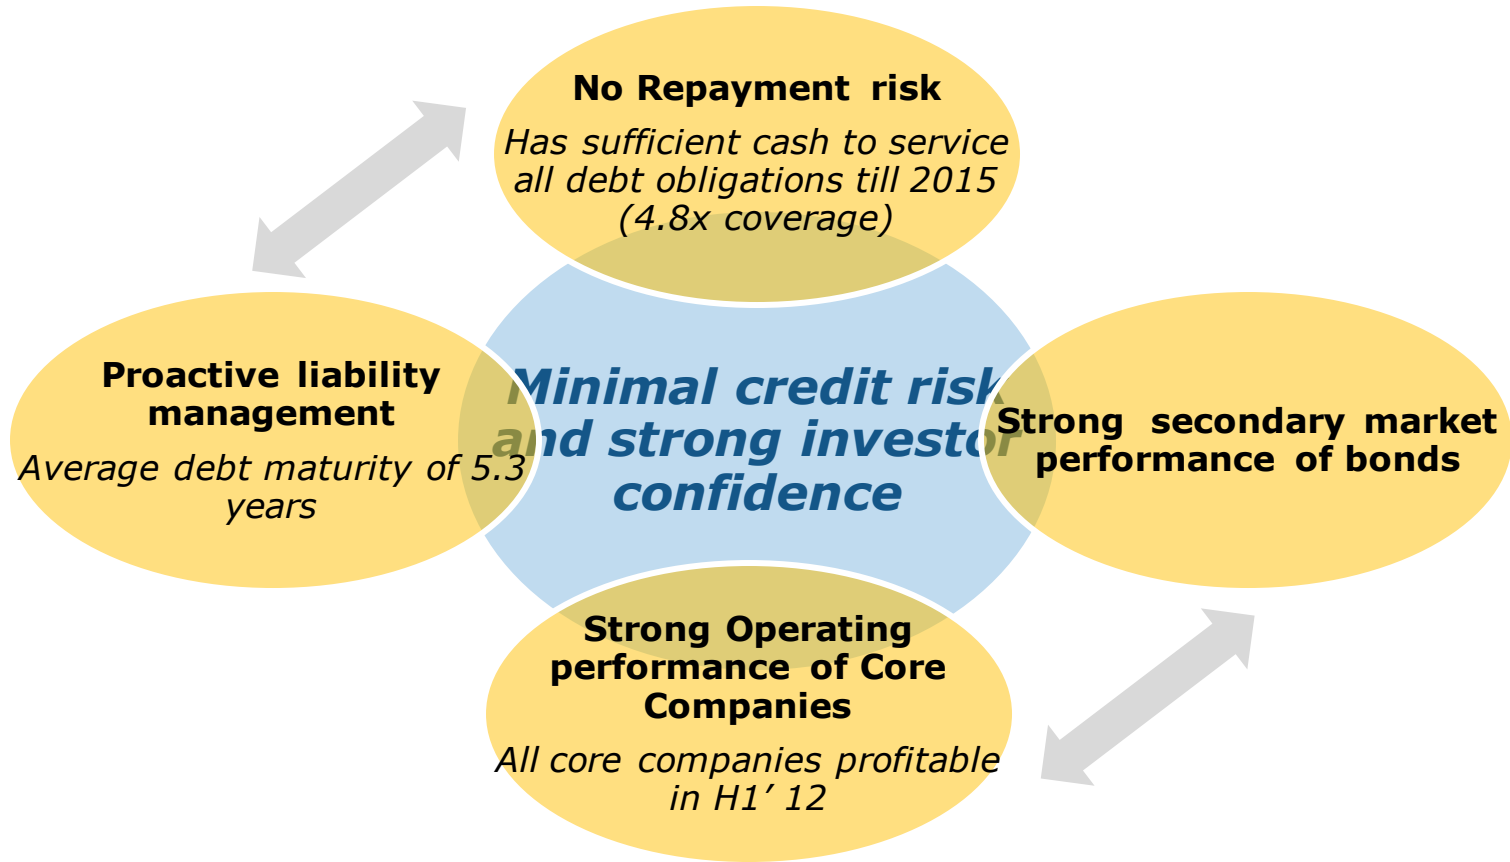 No Repayment risk
Has sufficient cash to service
all debt obligations till 2015
(4.8x coverage)
Proactive liability
management
Average debt maturity of 5.3
years
Minimal credit risk
and strong investor
confidence
Strong secondary market
performance of bonds
Strong Operating
performance of Core
Companies
All core companies profitable
in H1’ 12